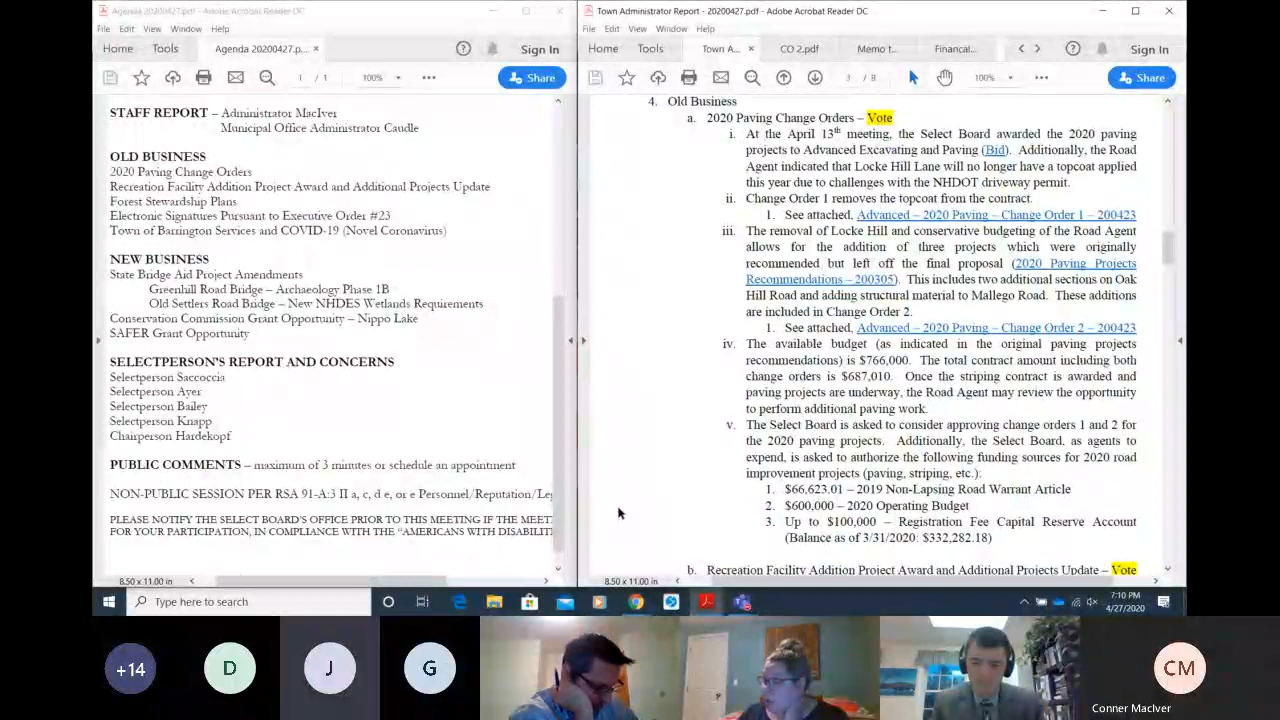 Agenda 20200427.pdf - Adobe Acrobat Reader DC
File Edit View Window Help
Home Tools Agenda 20200427.p... × Sign In
1 / 1 100% Share
STAFF REPORT – Administrator MacIver
Municipal Office Administrator Caudle
OLD BUSINESS
2020 Paving Change Orders
Recreation Facility Addition Project Award and Additional Projects Update
Forest Stewardship Plans
Electronic Signatures Pursuant to Executive Order #23
Town of Barrington Services and COVID-19 (Novel Coronavirus)
NEW BUSINESS
State Bridge Aid Project Amendments
Greenhill Road Bridge – Archaeology Phase 1B
Old Settlers Road Bridge – New NHDES Wetlands Requirements
Conservation Commission Grant Opportunity – Nippo Lake
SAFER Grant Opportunity
SELECTPERSON'S REPORT AND CONCERNS
Selectperson Saccoccia
Selectperson Ayer
Selectperson Bailey
Selectperson Knapp
Chairperson Hardekopf
PUBLIC COMMENTS – maximum of 3 minutes or schedule an appointment
NON-PUBLIC SESSION PER RSA 91-A:3 II a, c, d e, or e Personnel/Reputation/Leg
PLEASE NOTIFY THE SELECT BOARD'S OFFICE PRIOR TO THIS MEETING IF THE MEET
FOR YOUR PARTICIPATION, IN COMPLIANCE WITH THE "AMERICANS WITH DISABILIT
8.50 x 11.00 in
Town Administrator Report - 20200427.pdf - Adobe Acrobat Reader DC
File Edit View Window Help
Home Tools Town A... × CO 2.pdf Memo t... Financal... Sign In
3 / 8 100% Share
4. Old Business
a. 2020 Paving Change Orders – Vote
i. At the April 13th meeting, the Select Board awarded the 2020 paving
projects to Advanced Excavating and Paving (Bid). Additionally, the Road
Agent indicated that Locke Hill Lane will no longer have a topcoat applied
this year due to challenges with the NHDOT driveway permit.
ii. Change Order 1 removes the topcoat from the contract.
1. See attached, Advanced – 2020 Paving – Change Order 1 - 200423
iii. The removal of Locke Hill and conservative budgeting of the Road Agent
allows for the addition of three projects which were originally
recommended but left off the final proposal (2020 Paving Projects
Recommendations – 200305). This includes two additional sections on Oak
Hill Road and adding structural material to Mallego Road. These additions
are included in Change Order 2.
1. See attached, Advanced – 2020 Paving – Change Order 2 - 200423
iv. The available budget (as indicated in the original paving projects
recommendations) is $766,000. The total contract amount including both
change orders is $687,010. Once the striping contract is awarded and
paving projects are underway, the Road Agent may review the opportunity
to perform additional paving work.
v. The Select Board is asked to consider approving change orders 1 and 2 for
the 2020 paving projects. Additionally, the Select Board, as agents to
expend, is asked to authorize the following funding sources for 2020 road
improvement projects (paving, striping, etc.):
1. $66,623.01 – 2019 Non-Lapsing Road Warrant Article
2. $600,000 – 2020 Operating Budget
3. Up to $100,000 – Registration Fee Capital Reserve Account
(Balance as of 3/31/2020: $332,282.18)
b. Recreation Facility Addition Project Award and Additional Projects Update – Vote
8.50 x 11.00 in
Type here to search
7:10 PM
4/27/2020
+14 D J G CM
Conner MacIver